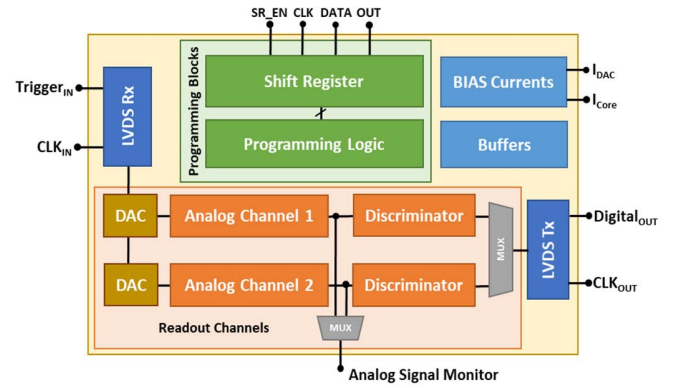 SR_EN CLK DATA OUT
Programming Blocks
Shift Register
Programming Logic
BIAS Currents
I_DAC
I_Core
Buffers
Trigger_IN
CLK_IN
LVDS Rx
DAC
Analog Channel 1
Discriminator
MUX
LVDS Tx
Digital_OUT
CLK_OUT
DAC
Analog Channel 2
Discriminator
Readout Channels
MUX
Analog Signal Monitor